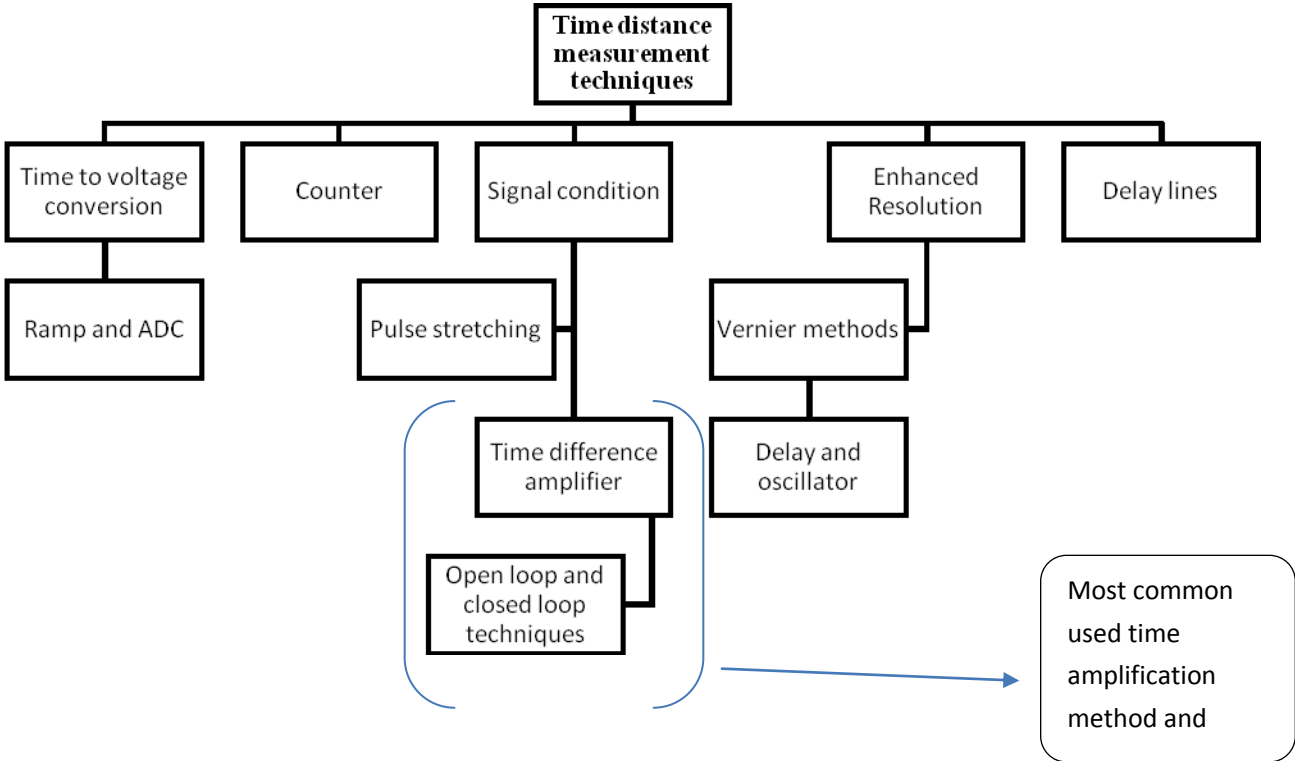 Time distance
measurement
techniques
Time to voltage
conversion
Counter
Signal condition
Enhanced
Resolution
Delay lines
Ramp and ADC
Pulse stretching
Vernier methods
Time difference
amplifier
Delay and
oscillator
Open loop and
closed loop
techniques
Most common
used time
amplification
method and